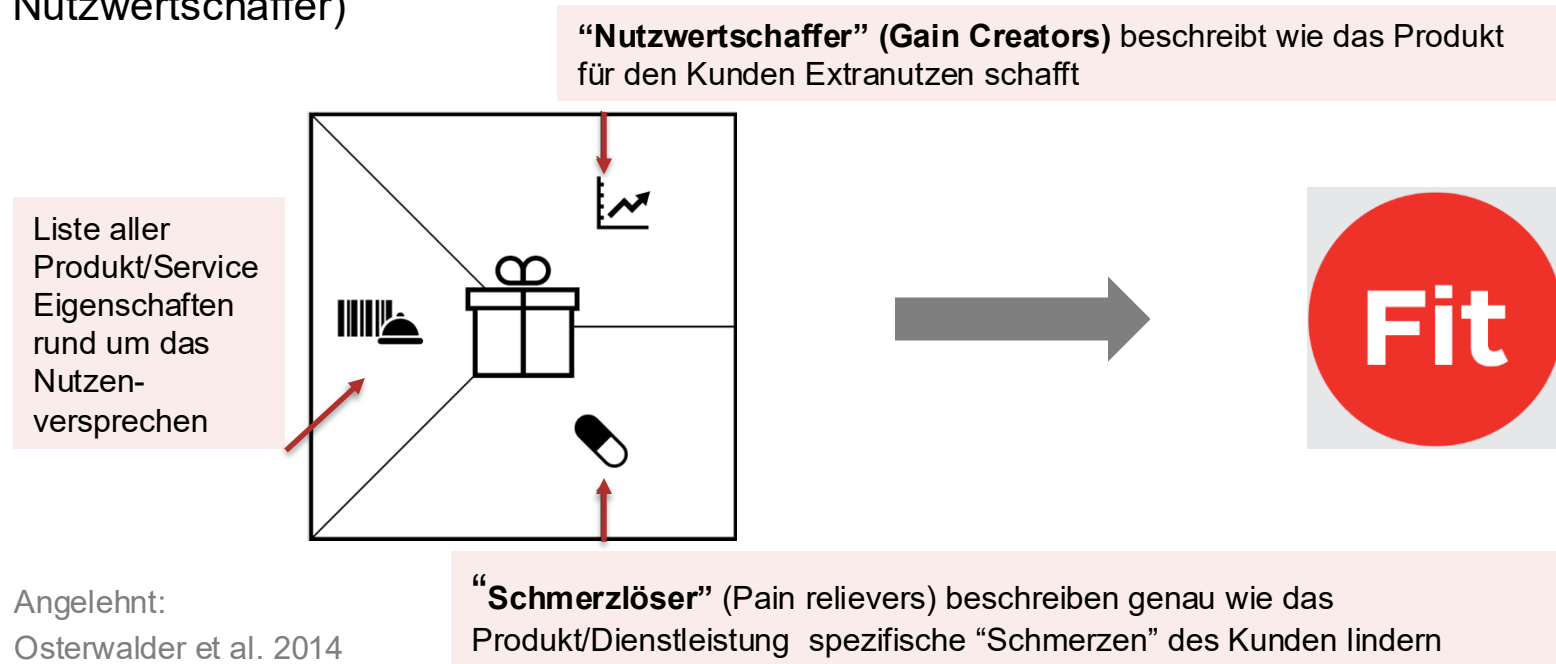 Nutzwertschaffer)
“Nutzwertschaffer” (Gain Creators) beschreibt wie das Produkt
für den Kunden Extranutzen schafft
Liste aller
Produkt/Service
Eigenschaften
rund um das
Nutzen-
versprechen
Fit
“Schmerzlöser” (Pain relievers) beschreiben genau wie das
Produkt/Dienstleistung spezifische “Schmerzen” des Kunden lindern
Angelehnt:
Osterwalder et al. 2014